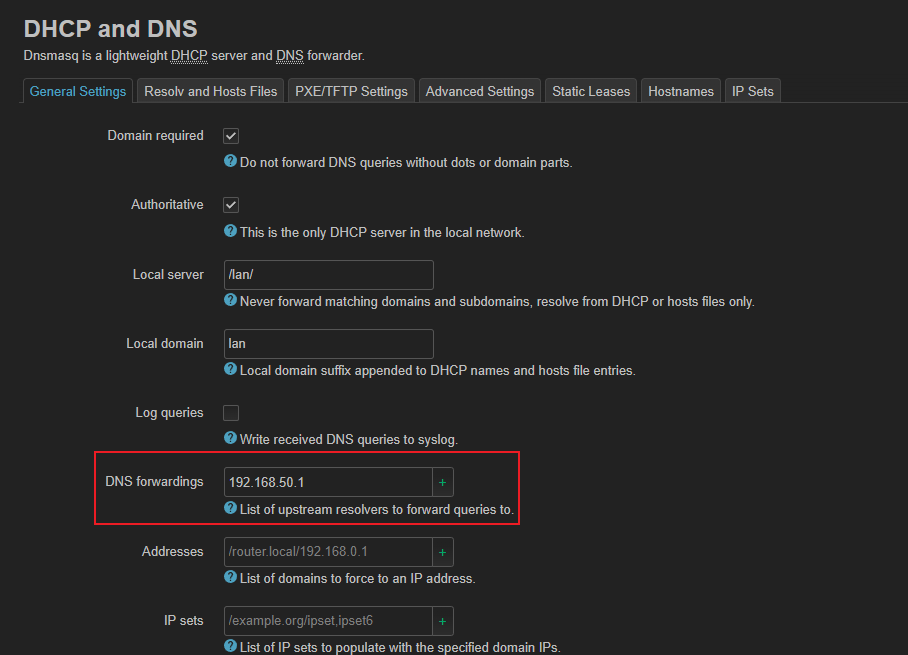 DHCP and DNS
Dnsmasq is a lightweight DHCP server and DNS forwarder.
General Settings Resolv and Hosts Files PXE/TFTP Settings Advanced Settings Static Leases Hostnames IP Sets
Domain required
Do not forward DNS queries without dots or domain parts.
Authoritative
This is the only DHCP server in the local network.
Local server /lan/
Never forward matching domains and subdomains, resolve from DHCP or hosts files only.
Local domain lan
Local domain suffix appended to DHCP names and hosts file entries.
Log queries
Write received DNS queries to syslog.
DNS forwardings 192.168.50.1 +
List of upstream resolvers to forward queries to.
Addresses /router.local/192.168.0.1 +
List of domains to force to an IP address.
IP sets /example.org/ipset,ipset6 +
List of IP sets to populate with the specified domain IPs.